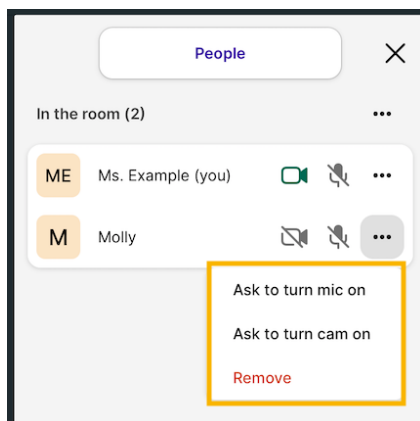 People
In the room (2)
ME Ms. Example (you)
M Molly
Ask to turn mic on
Ask to turn cam on
Remove